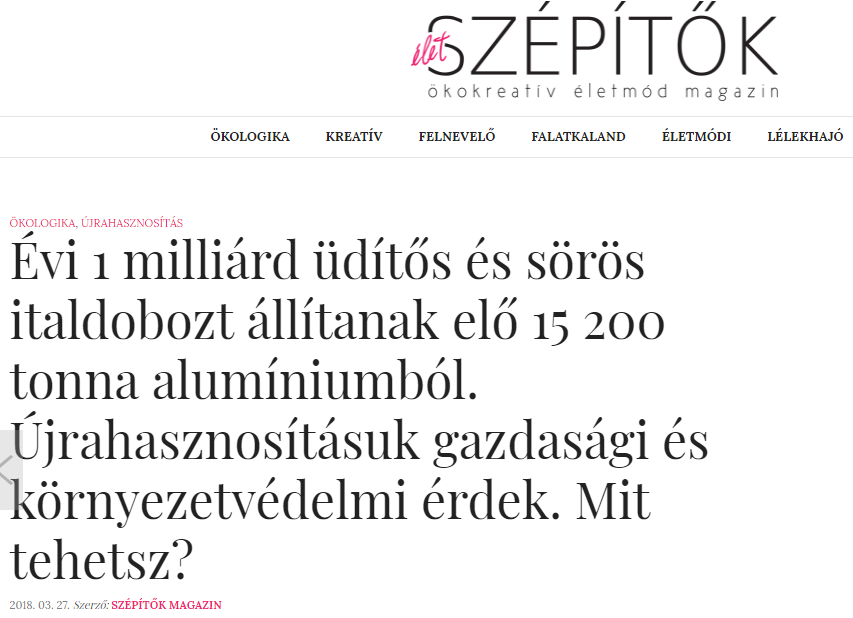 élet SZÉPÍTŐK
ökokreatív életmód magazin
ÖKOLOGIKA KREATÍV FELNEVELŐ FALATKALAND ÉLETMÓDI LÉLEKHAJÓ
ÖKOLOGIKA, ÚJRAHASZNOSÍTÁS
Évi 1 milliárd üdítős és sörös
italdobozt állítanak elő 15 200
tonna alumíniumból.
Újrahasznosításuk gazdasági és
környezetvédelmi érdek. Mit
tehetsz?
2018. 03. 27. Szerző: SZÉPÍTŐK MAGAZIN